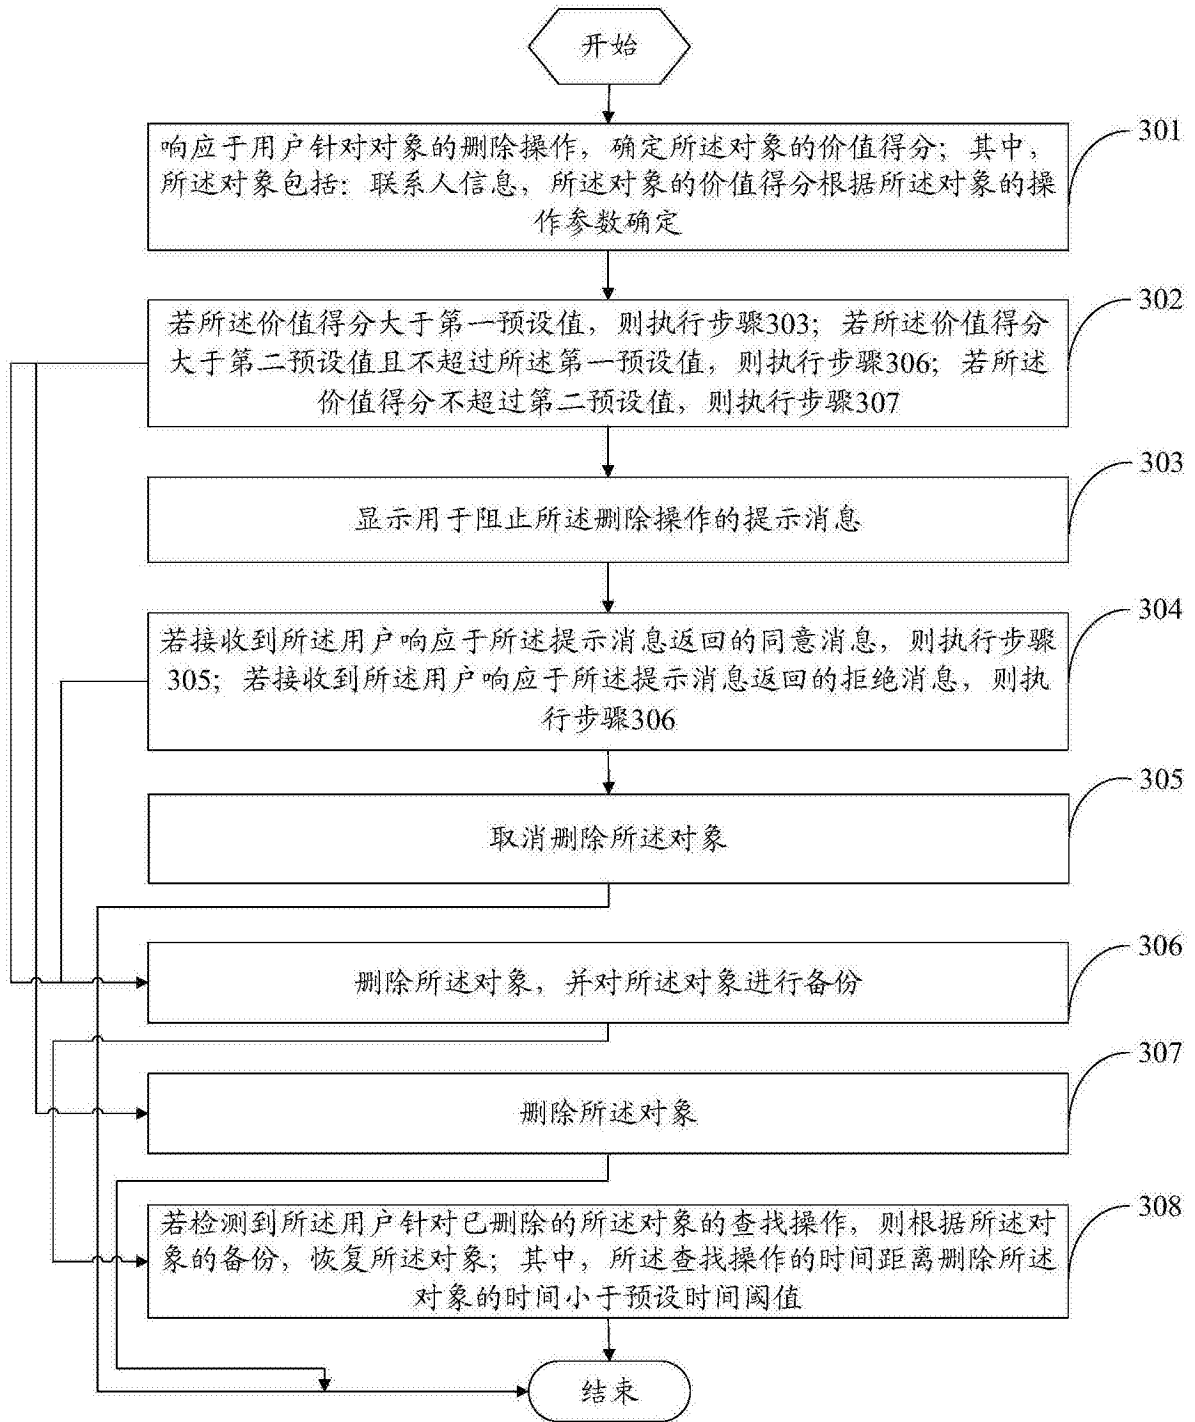 开始
301
响应于用户针对对象的删除操作，确定所述对象的价值得分；其中，
所述对象包括：联系人信息，所述对象的价值得分根据所述对象的操
作参数确定
302
若所述价值得分大于第一预设值，则执行步骤303；若所述价值得分
大于第二预设值且不超过所述第一预设值，则执行步骤306；若所述
价值得分不超过第二预设值，则执行步骤307
303
显示用于阻止所述删除操作的提示消息
304
若接收到所述用户响应于所述提示消息返回的同意消息，则执行步骤
305；若接收到所述用户响应于所述提示消息返回的拒绝消息，则执
行步骤306
305
取消删除所述对象
306
删除所述对象，并对所述对象进行备份
307
删除所述对象
308
若检测到所述用户针对已删除的所述对象的查找操作，则根据所述对
象的备份，恢复所述对象；其中，所述查找操作的时间距离删除所述
对象的时间小于预设时间阈值
结束